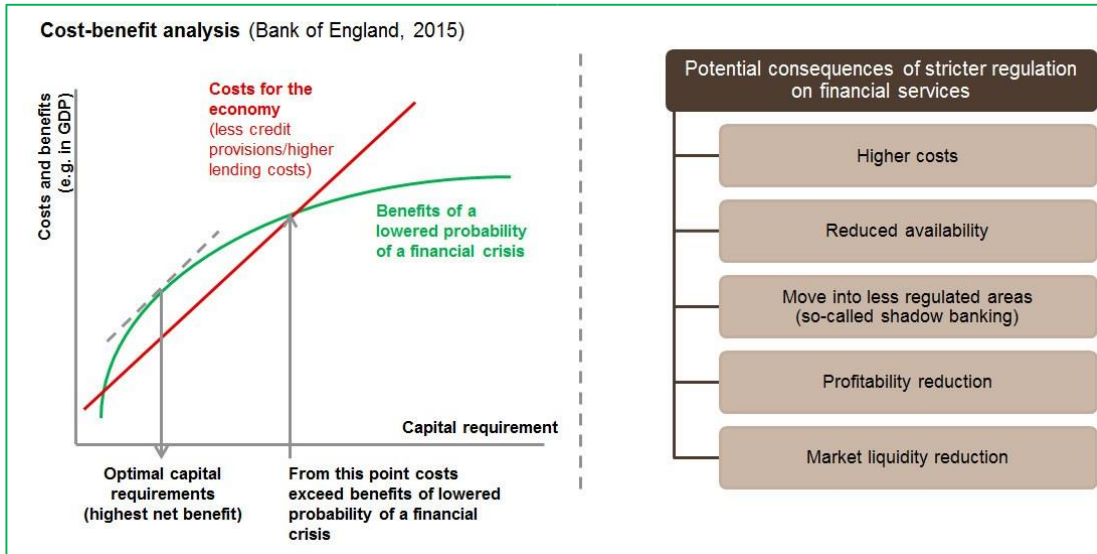 Cost-benefit analysis (Bank of England, 2015)
Costs and benefits
(e.g. in GDP)
Costs for the
economy
(less credit
provisions/higher
lending costs)
Benefits of a
lowered probability
of a financial crisis
Capital requirement
Optimal capital
requirements
(highest net benefit)
From this point costs
exceed benefits of lowered
probability of a financial
crisis
Potential consequences of stricter regulation
on financial services
Higher costs
Reduced availability
Move into less regulated areas
(so-called shadow banking)
Profitability reduction
Market liquidity reduction